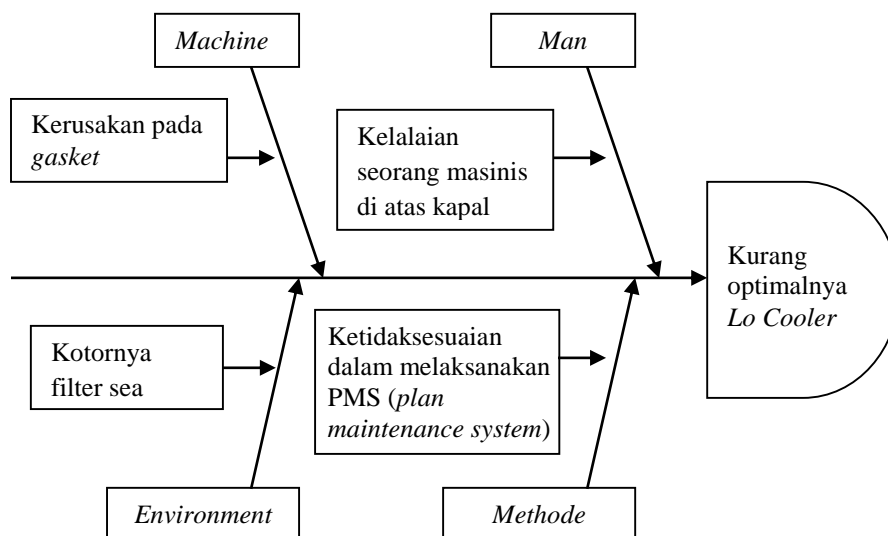 Machine
Man
Kerusakan pada
gasket
Kelalaian
seorang masinis
di atas kapal
Kurang
optimalnya
Lo Cooler
Kotornya
filter sea
Ketidaksesuaian
dalam melaksanakan
PMS (plan
maintenance system)
Environment
Methode